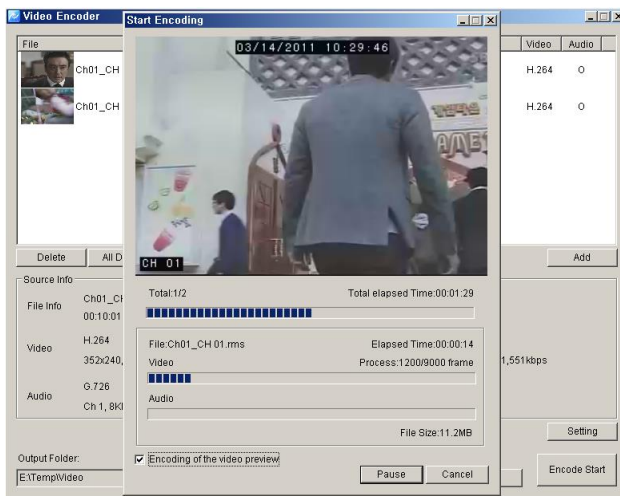 Video Encoder
Start Encoding
File
Video
Audio
Ch01_CH
H.264
O
Ch01_CH
H.264
O
03/14/2011 10:29:46
CH 01
Delete
All D
Add
Source Info
File Info
Ch01_CH
00:10:01
Video
H.264
352x240,
1,551kbps
Audio
G.726
Ch 1, 8K
Setting
Output Folder:
E:\Temp\Video
Encode Start
Total:1/2
Total elapsed Time:00:01:29
File:Ch01_CH 01.rms
Elapsed Time:00:00:14
Video
Process:1200/9000 frame
Audio
File Size:11.2MB
Encoding of the video preview
Pause
Cancel